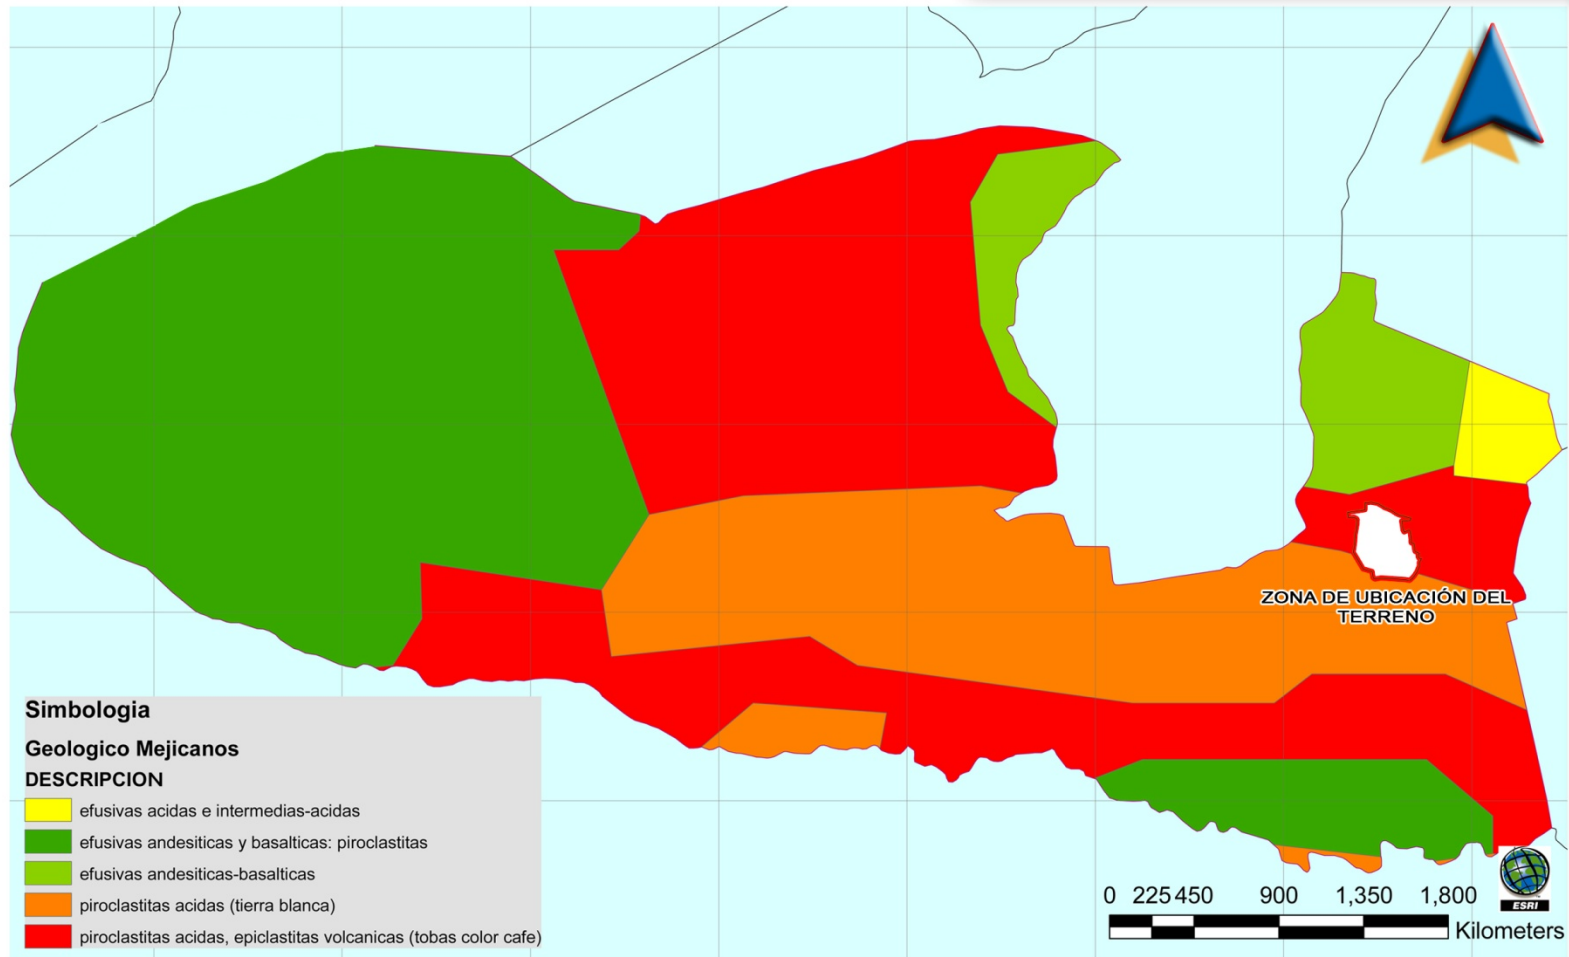 ZONA DE UBICACIÓN DEL
TERRENO
Simbologia
Geologico Mejicanos
DESCRIPCION
efusivas acidas e intermedias-acidas
efusivas andesiticas y basalticas: piroclastitas
efusivas andesiticas-basalticas
piroclastitas acidas (tierra blanca)
piroclastitas acidas, epiclastitas volcanicas (tobas color cafe)
0 225 450 900 1,350 1,800
Kilometers
ESRI